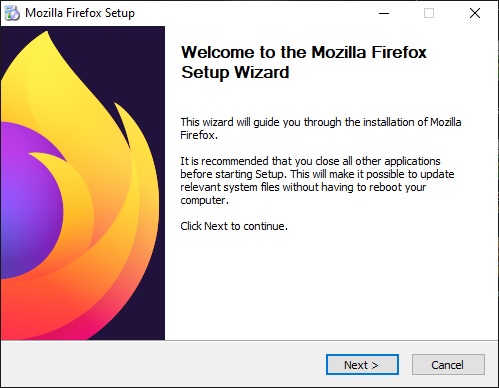 Mozilla Firefox Setup
Welcome to the Mozilla Firefox
Setup Wizard
This wizard will guide you through the installation of Mozilla
Firefox.
It is recommended that you close all other applications
before starting Setup. This will make it possible to update
relevant system files without having to reboot your
computer.
Click Next to continue.
Next >
Cancel